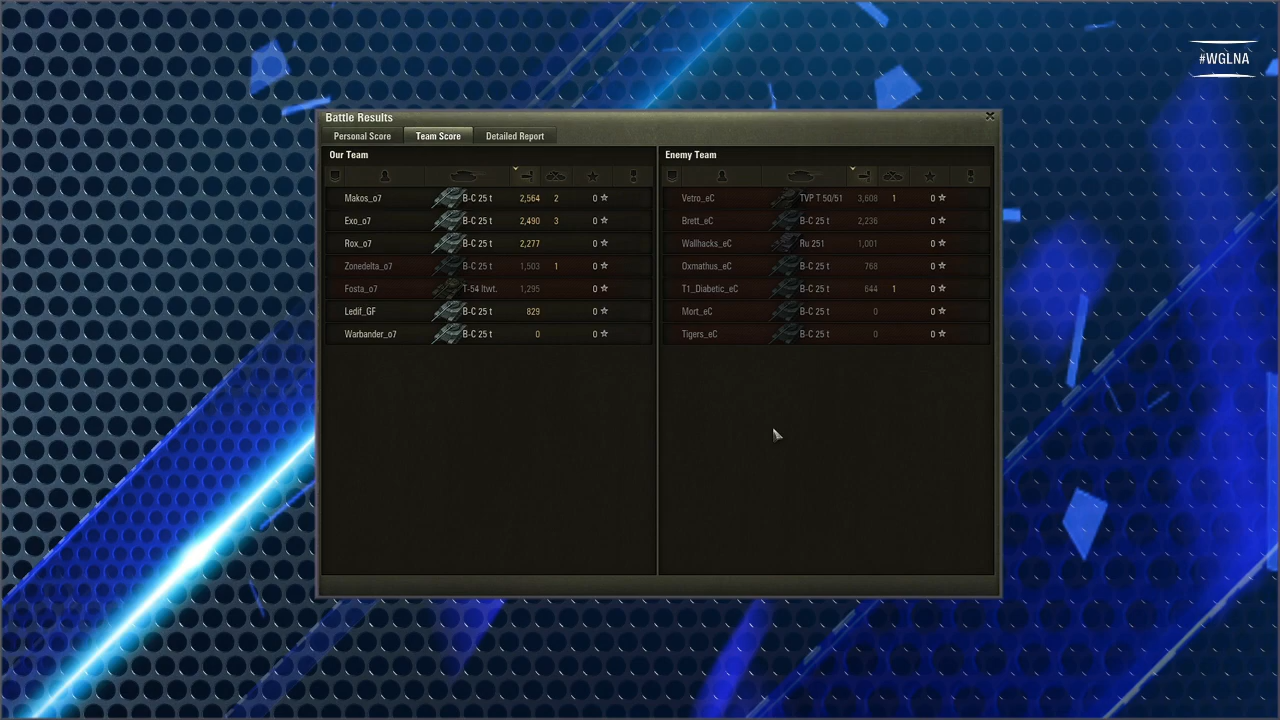 #WGLNA
Battle Results
Personal Score Team Score Detailed Report
Our Team
Makos_o7 B-C 25 t 2,564 2 0
Exo_o7 B-C 25 t 2,490 3 0
Rox_o7 B-C 25 t 2,277 0
Zonedelta_o7 B-C 25 t 1,503 1 0
Fosta_o7 T-54 ltwt. 1,295 0
Ledif_GF B-C 25 t 829 0
Warbander_o7 B-C 25 t 0 0
Enemy Team
Vetro_eC TVP T 50/51 3,608 1 0
Brett_eC B-C 25 t 2,236 0
Wallhacks_eC Ru 251 1,001 0
Oxmathus_eC B-C 25 t 768 0
T1_Diabetic_eC B-C 25 t 644 1 0
Mort_eC B-C 25 t 0 0
Tigers_eC B-C 25 t 0 0